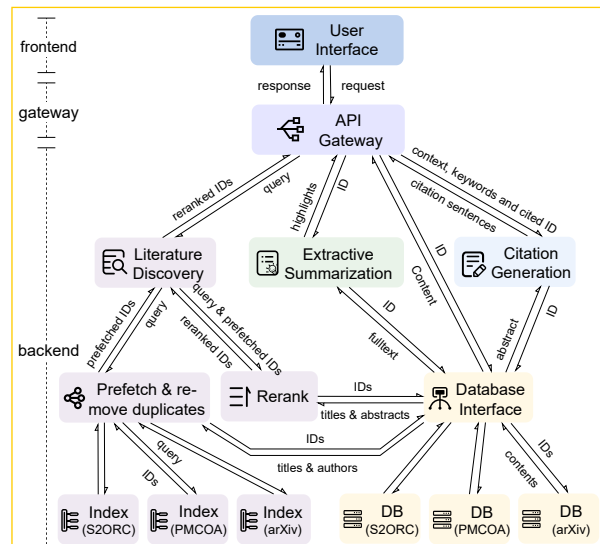 frontend
User
Interface
response
request
gateway
API
Gateway
reranked IDs
query
highlights
ID
context, keywords and cited ID
citation sentences
ID
Content
Literature
Discovery
Extractive
Summarization
Citation
Generation
backend
prefetched IDs
query
query & prefetched IDs
reranked IDs
ID
fulltext
abstract
ID
Prefetch & re-
move duplicates
Rerank
IDs
titles & abstracts
Database
Interface
IDs
titles & authors
query
IDs
IDs
contents
Index
(S2ORC)
Index
(PMCOA)
Index
(arXiv)
DB
(S2ORC)
DB
(PMCOA)
DB
(arXiv)